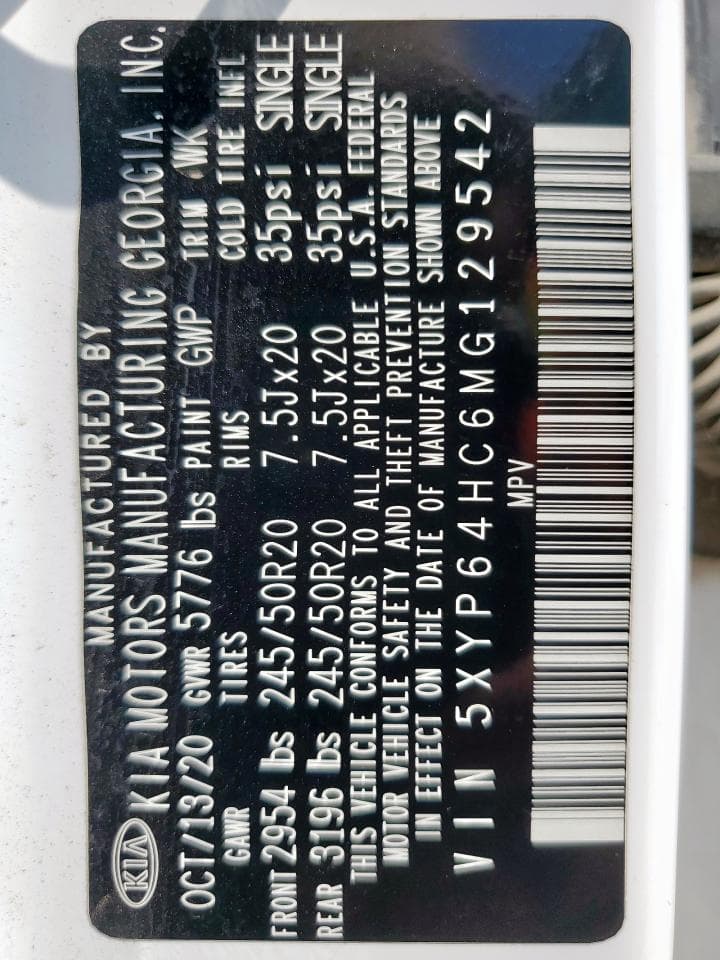 MANUFACTURED BY
KIA KIA MOTORS MANUFACTURING GEORGIA, INC.
OCT/13/20 GVWR 5776 lbs PAINT GWP TRIM WK
GAWR TIRES RIMS COLD TIRE INFL
FRONT 2954 lbs 245/50R20 7.5Jx20 35psi SINGLE
REAR 3196 lbs 245/50R20 7.5Jx20 35psi SINGLE
THIS VEHICLE CONFORMS TO ALL APPLICABLE U.S.A. FEDERAL
MOTOR VEHICLE SAFETY AND THEFT PREVENTION STANDARDS
IN EFFECT ON THE DATE OF MANUFACTURE SHOWN ABOVE
VIN 5XYP64HC6MG129542
MPV